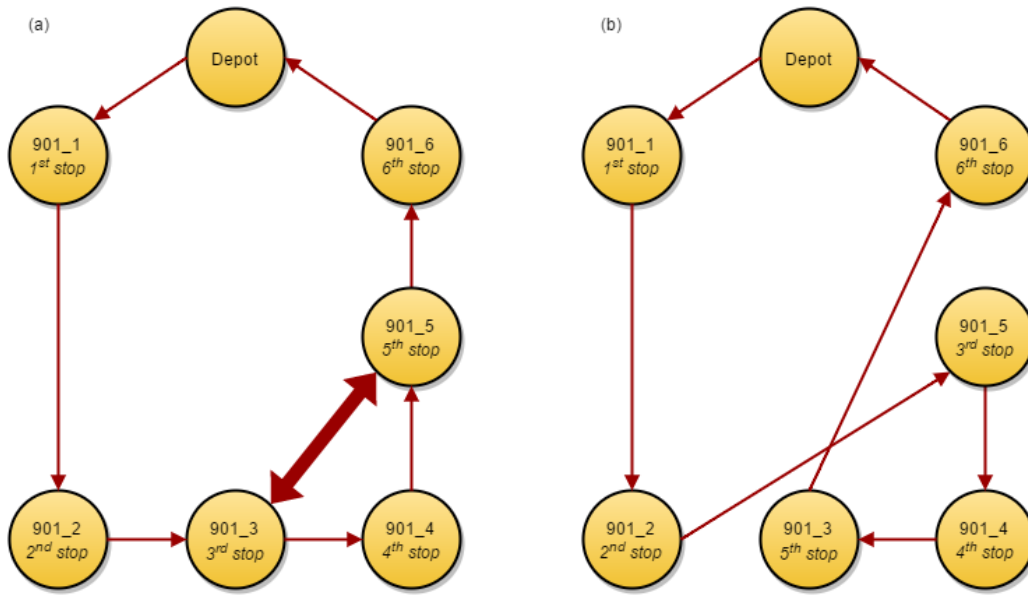 (a)
Depot
901_1
1st stop
901_6
6th stop
901_5
5th stop
901_2
2nd stop
901_3
3rd stop
901_4
4th stop
(b)
Depot
901_1
1st stop
901_6
6th stop
901_5
3rd stop
901_2
2nd stop
901_3
5th stop
901_4
4th stop